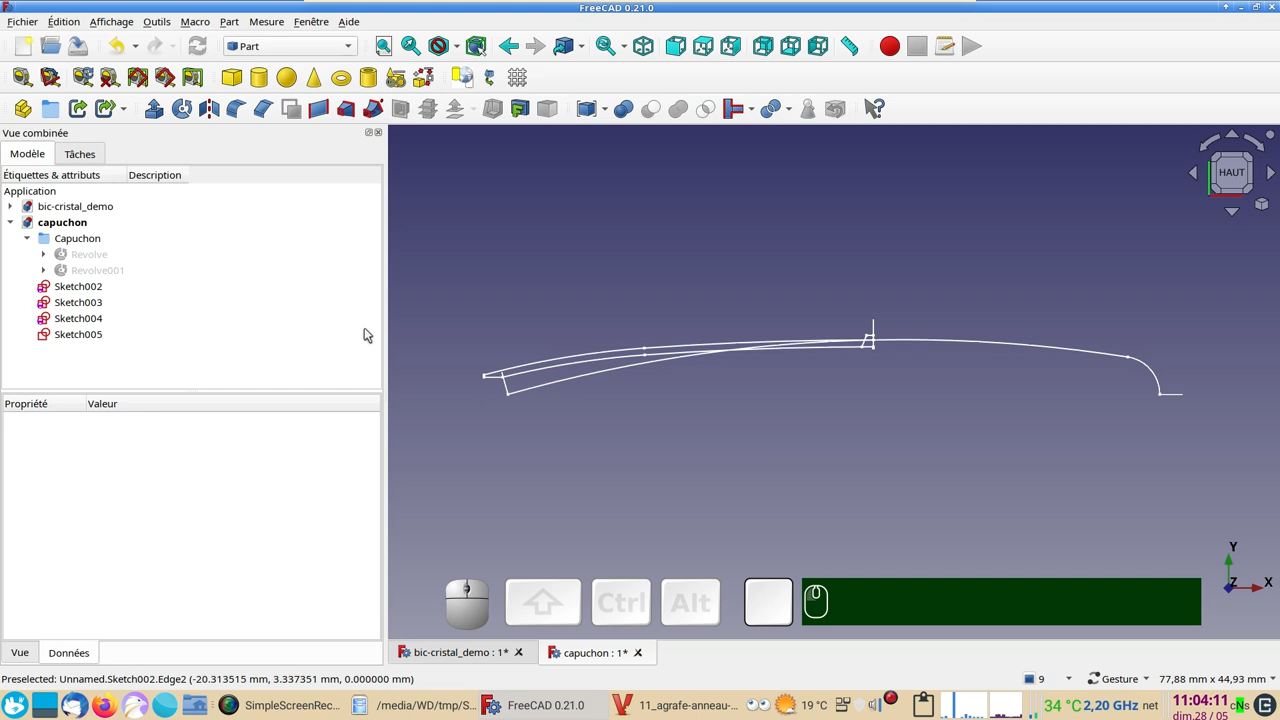 FreeCAD 0.21.0
Fichier Édition Affichage Outils Macro Part Mesure Fenêtre Aide
Part
Vue combinée
Modèle Tâches
Étiquettes & attributs Description
Application
bic-cristal_demo
capuchon
Capuchon
Revolve
Revolve001
Sketch002
Sketch003
Sketch004
Sketch005
Propriété Valeur
HAUT
Y
Z X
Ctrl Alt
Vue Données
bic-cristal_demo : 1* capuchon : 1*
Preselected: Unnamed.Sketch002.Edge2 (-20.313515 mm, 3.337351 mm, 0.000000 mm)
9 Gesture 77,88 mm x 44,93 mm
SimpleScreenRec... /media/WD/tmp/S... FreeCAD 0.21.0 11_agrafe-anneau-... 19 °C 34 °C 2,20 GHz net 11:04:11
dim.28/05
cNs